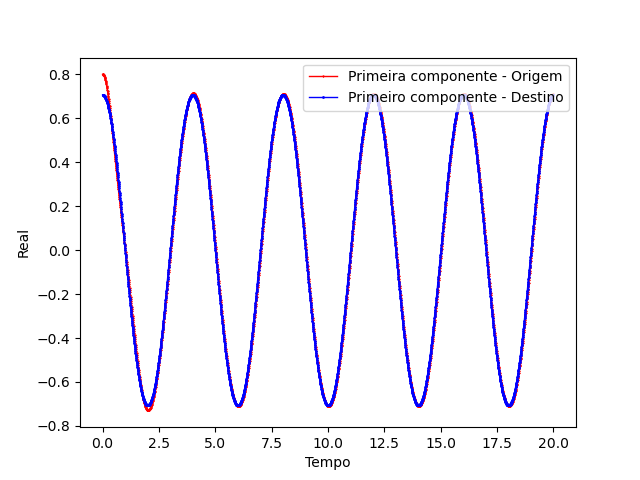 Primeira componente - Origem
Primeiro componente - Destino
0.8
0.6
0.4
0.2
0.0
−0.2
−0.4
−0.6
−0.8
Real
0.0 2.5 5.0 7.5 10.0 12.5 15.0 17.5 20.0
Tempo